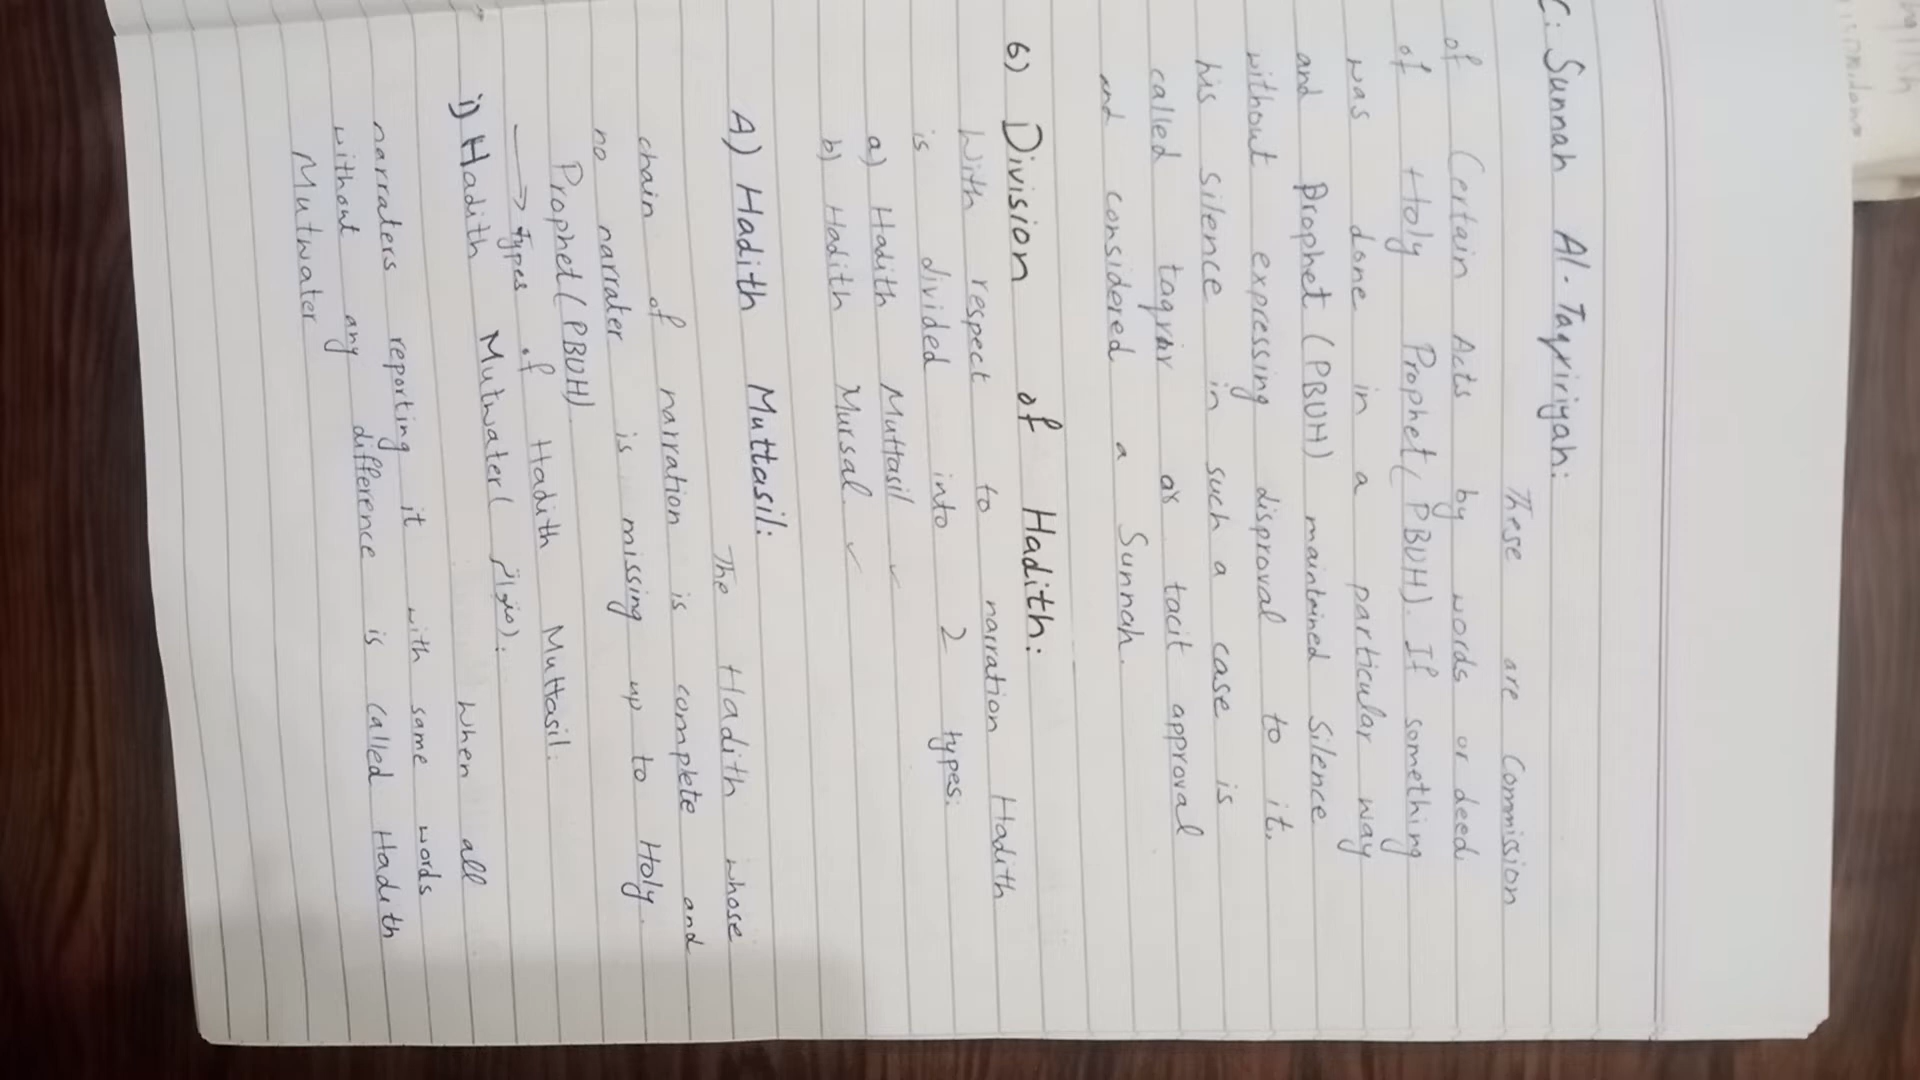 C: Sunnah Al-Taqririyah:
These are Commission
of Certain Acts by words or deed
of Holy Prophet (PBUH). If something
was done in a particular way
and Prophet (PBUH) maintained Silence
without expressing disproval to it.
his silence in such a case is
called taqrir or tacit approval
and considered a Sunnah.
6) Division of Hadith:
With respect to narration Hadith
is divided into 2 types:
a) Hadith Muttasil ✓
b) Hadith Mursal ✓
A) Hadith Muttasil:
The Hadith whose
chain of narration is complete and
no narrater is missing up to Holy
Prophet (PBUH).
→ types of Hadith Muttasil:
i) Hadith Mutwater (متواتر):
When all
narraters reporting it with same words
without any difference is called Hadith
Mutwater